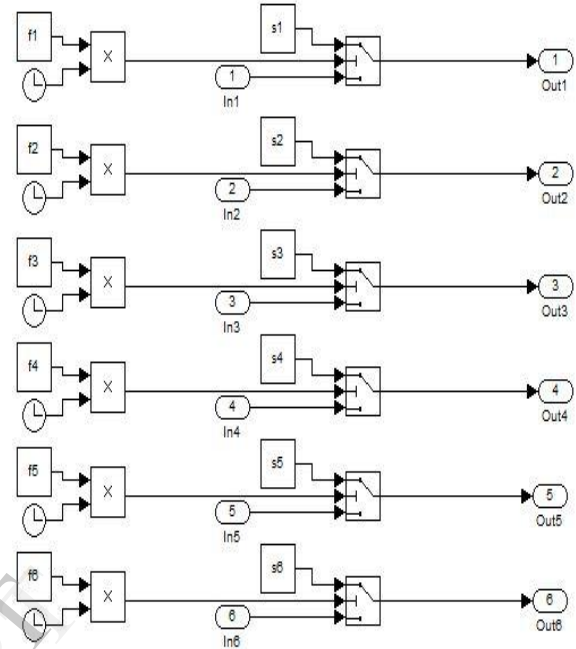 f1
s1
×
1
In1
1
Out1
f2
s2
×
2
In2
2
Out2
f3
s3
×
3
In3
3
Out3
f4
s4
×
4
In4
4
Out4
f5
s5
×
5
In5
5
Out5
f6
s6
×
6
In6
6
Out6